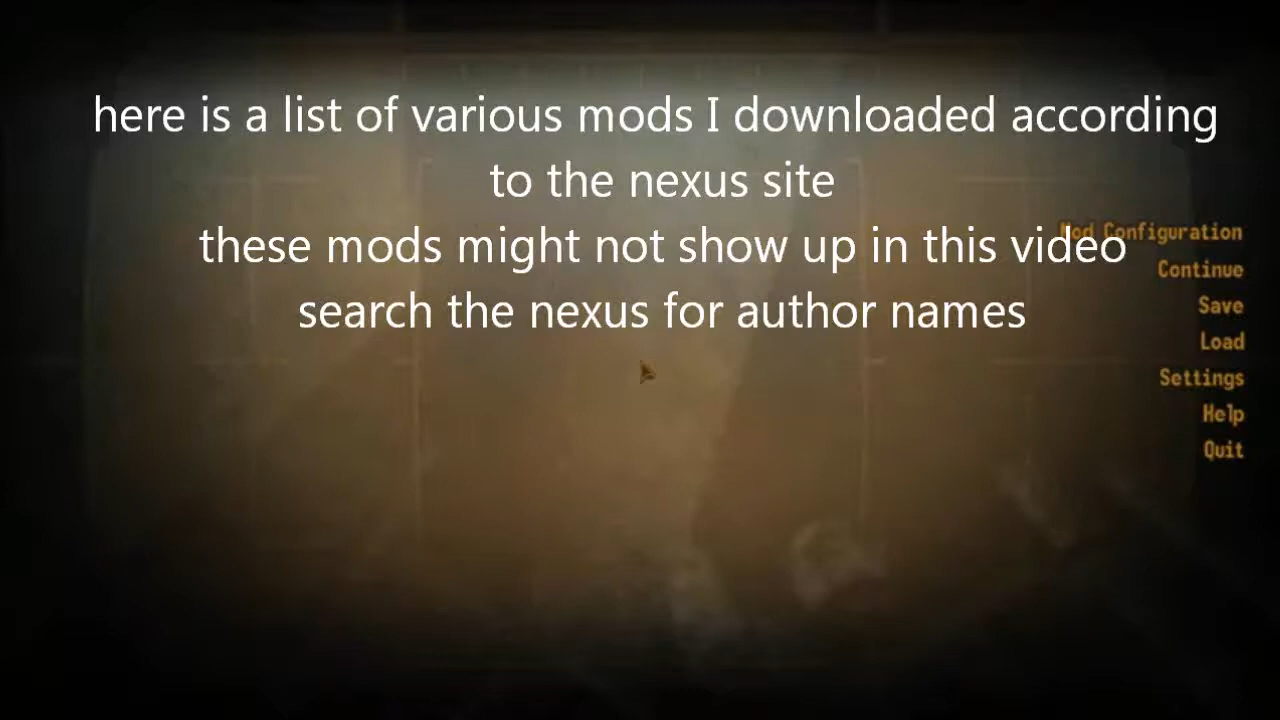 here is a list of various mods I downloaded according
to the nexus site
these mods might not show up in this video
search the nexus for author names
Mod Configuration
Continue
Save
Load
Settings
Help
Quit